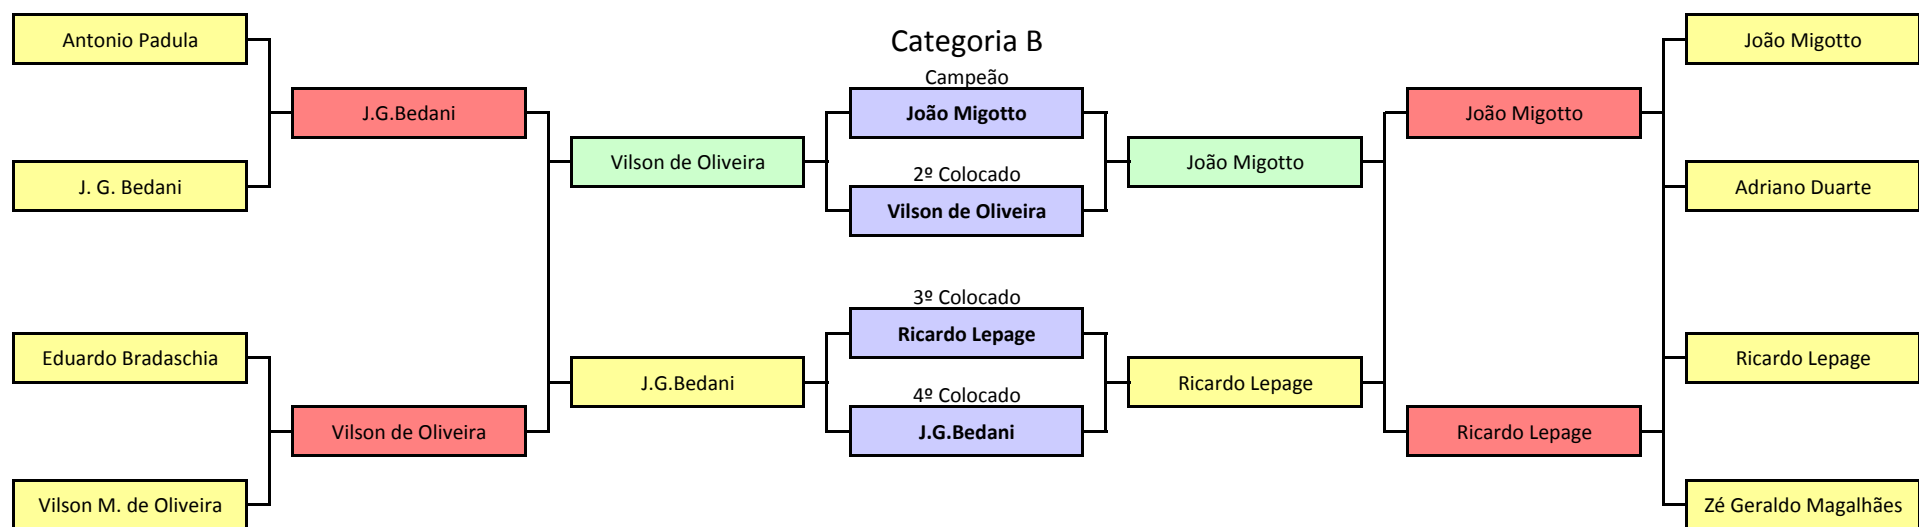 Categoria B
Antonio Padula
J. G. Bedani
Eduardo Bradaschia
Vilson M. de Oliveira
J.G.Bedani
Vilson de Oliveira
Vilson de Oliveira
J.G.Bedani
Campeão
João Migotto
2º Colocado
Vilson de Oliveira
3º Colocado
Ricardo Lepage
4º Colocado
J.G.Bedani
João Migotto
Ricardo Lepage
João Migotto
Ricardo Lepage
João Migotto
Adriano Duarte
Ricardo Lepage
Zé Geraldo Magalhães